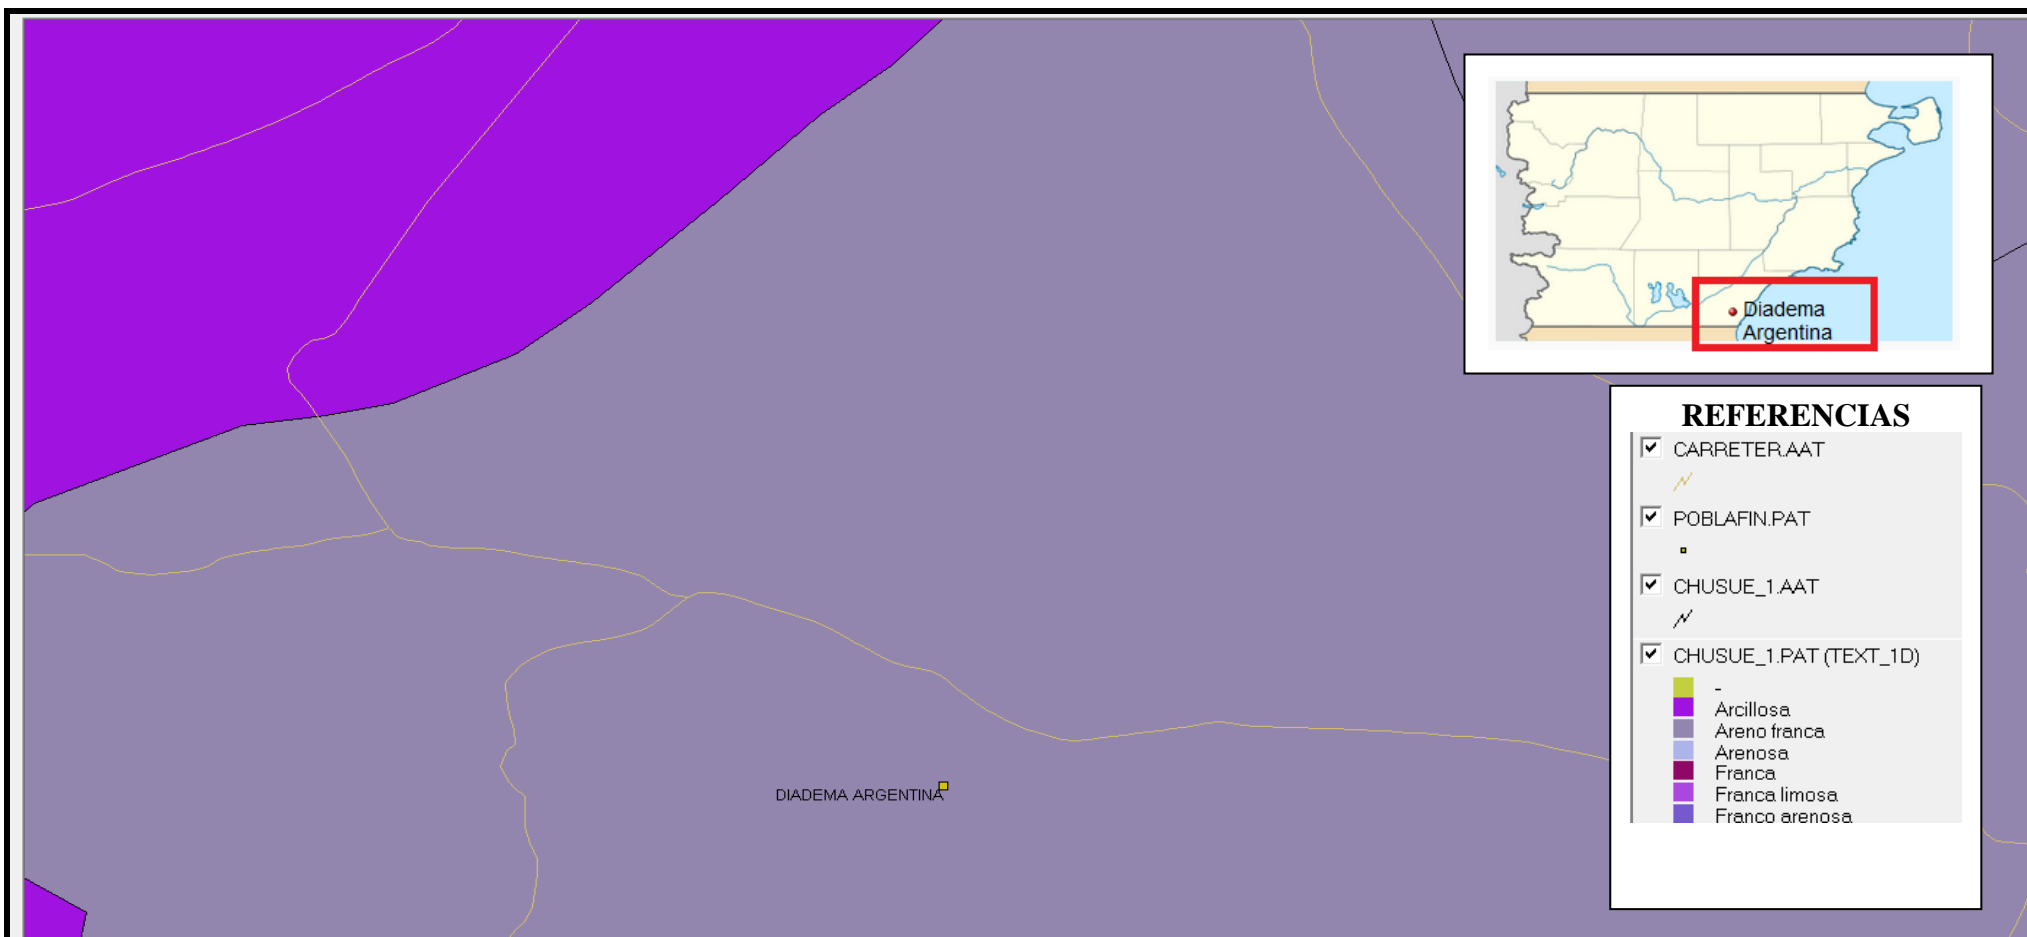 Diadema
Argentina
REFERENCIAS
CARRETER.AAT
POBLAFIN.PAT
CHUSUE_1.AAT
CHUSUE_1.PAT (TEXT_1D)
-
Arcillosa
Areno franca
Arenosa
Franca
Franca limosa
Franco arenosa
DIADEMA ARGENTINA